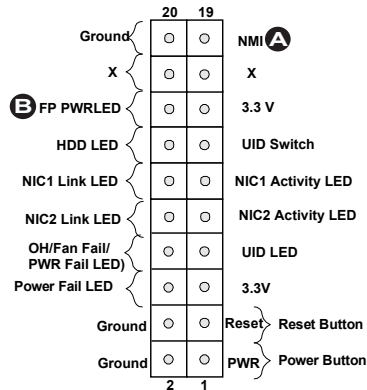 20 19
Ground NMI A
X X
B FP PWRLED 3.3 V
HDD LED UID Switch
NIC1 Link LED NIC1 Activity LED
NIC2 Link LED NIC2 Activity LED
OH/Fan Fail/
PWR Fail LED) UID LED
Power Fail LED 3.3V
Ground Reset Reset Button
Ground PWR Power Button
2 1